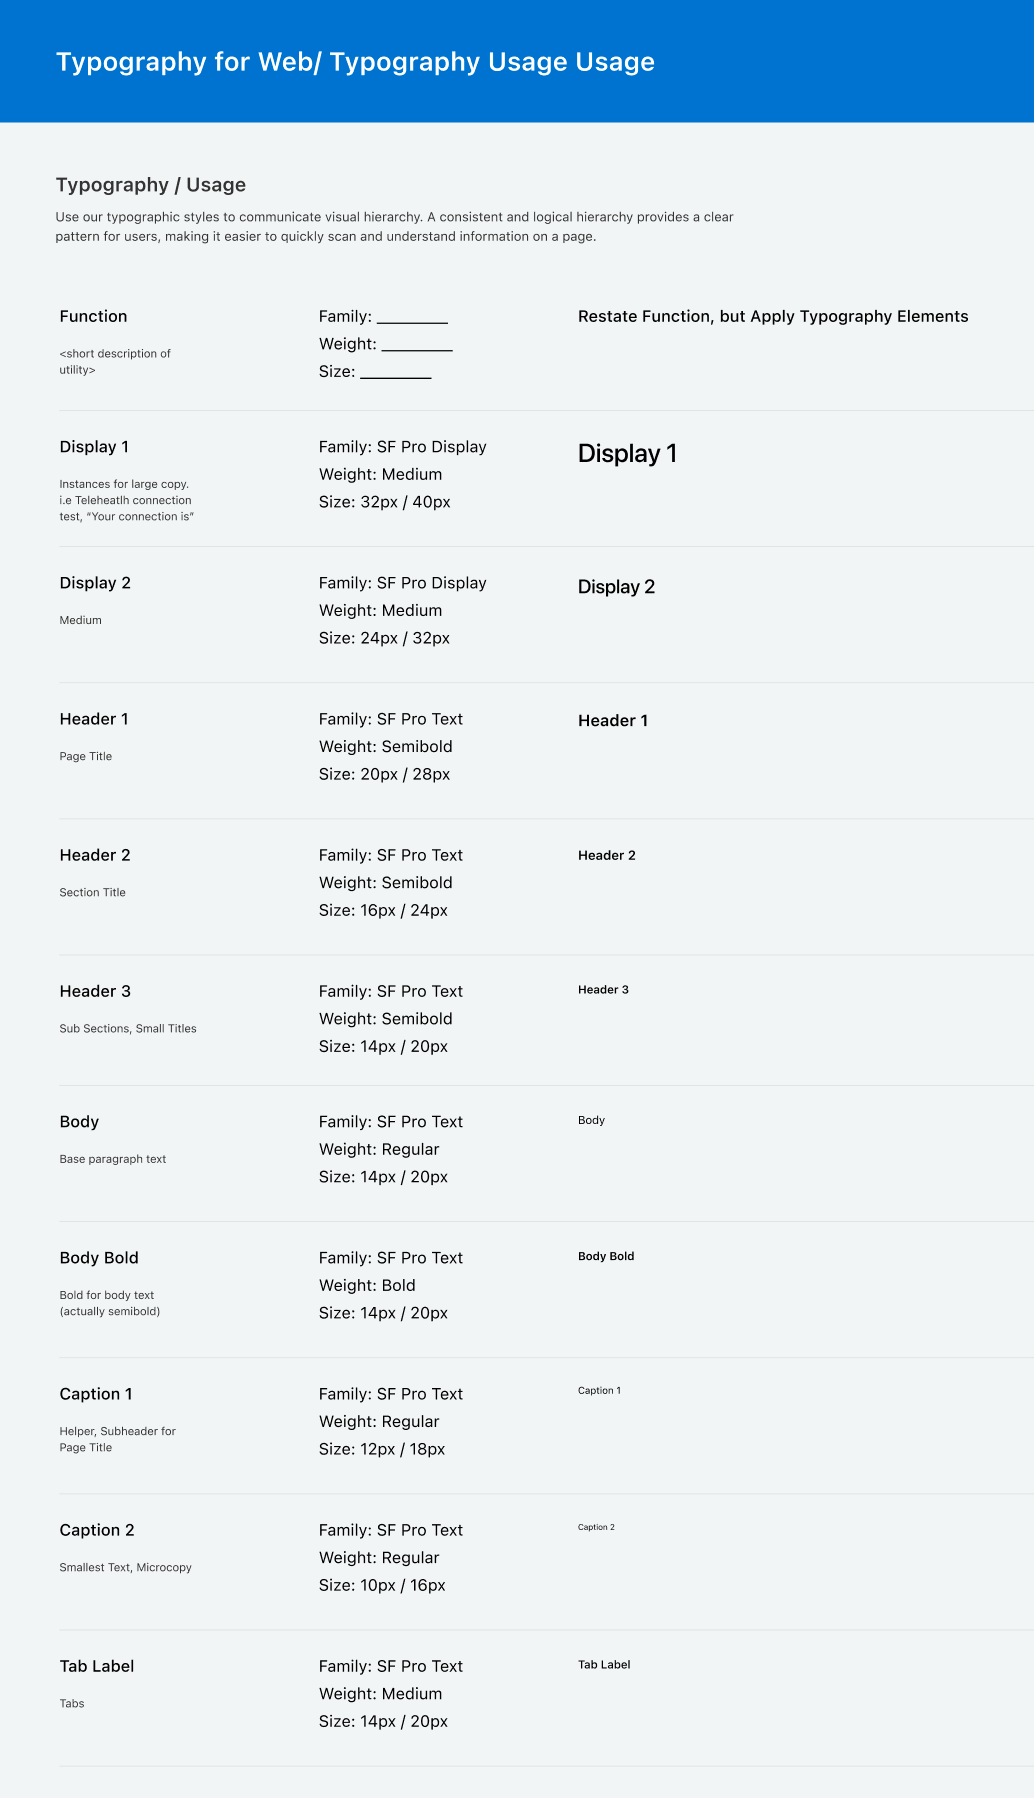 Typography for Web/ Typography Usage Usage
Typography / Usage
Use our typographic styles to communicate visual hierarchy. A consistent and logical hierarchy provides a clear
pattern for users, making it easier to quickly scan and understand information on a page.
Function
<short description of
utility>
Family: _________
Weight: _________
Size: _________
Restate Function, but Apply Typography Elements
Display 1
Instances for large copy.
i.e Teleheatlh connection
test, "Your connection is"
Family: SF Pro Display
Weight: Medium
Size: 32px / 40px
Display 1
Display 2
Medium
Family: SF Pro Display
Weight: Medium
Size: 24px / 32px
Display 2
Header 1
Page Title
Family: SF Pro Text
Weight: Semibold
Size: 20px / 28px
Header 1
Header 2
Section Title
Family: SF Pro Text
Weight: Semibold
Size: 16px / 24px
Header 2
Header 3
Sub Sections, Small Titles
Family: SF Pro Text
Weight: Semibold
Size: 14px / 20px
Header 3
Body
Base paragraph text
Family: SF Pro Text
Weight: Regular
Size: 14px / 20px
Body
Body Bold
Bold for body text
(actually semibold)
Family: SF Pro Text
Weight: Bold
Size: 14px / 20px
Body Bold
Caption 1
Helper, Subheader for
Page Title
Family: SF Pro Text
Weight: Regular
Size: 12px / 18px
Caption 1
Caption 2
Smallest Text, Microcopy
Family: SF Pro Text
Weight: Regular
Size: 10px / 16px
Caption 2
Tab Label
Tabs
Family: SF Pro Text
Weight: Medium
Size: 14px / 20px
Tab Label